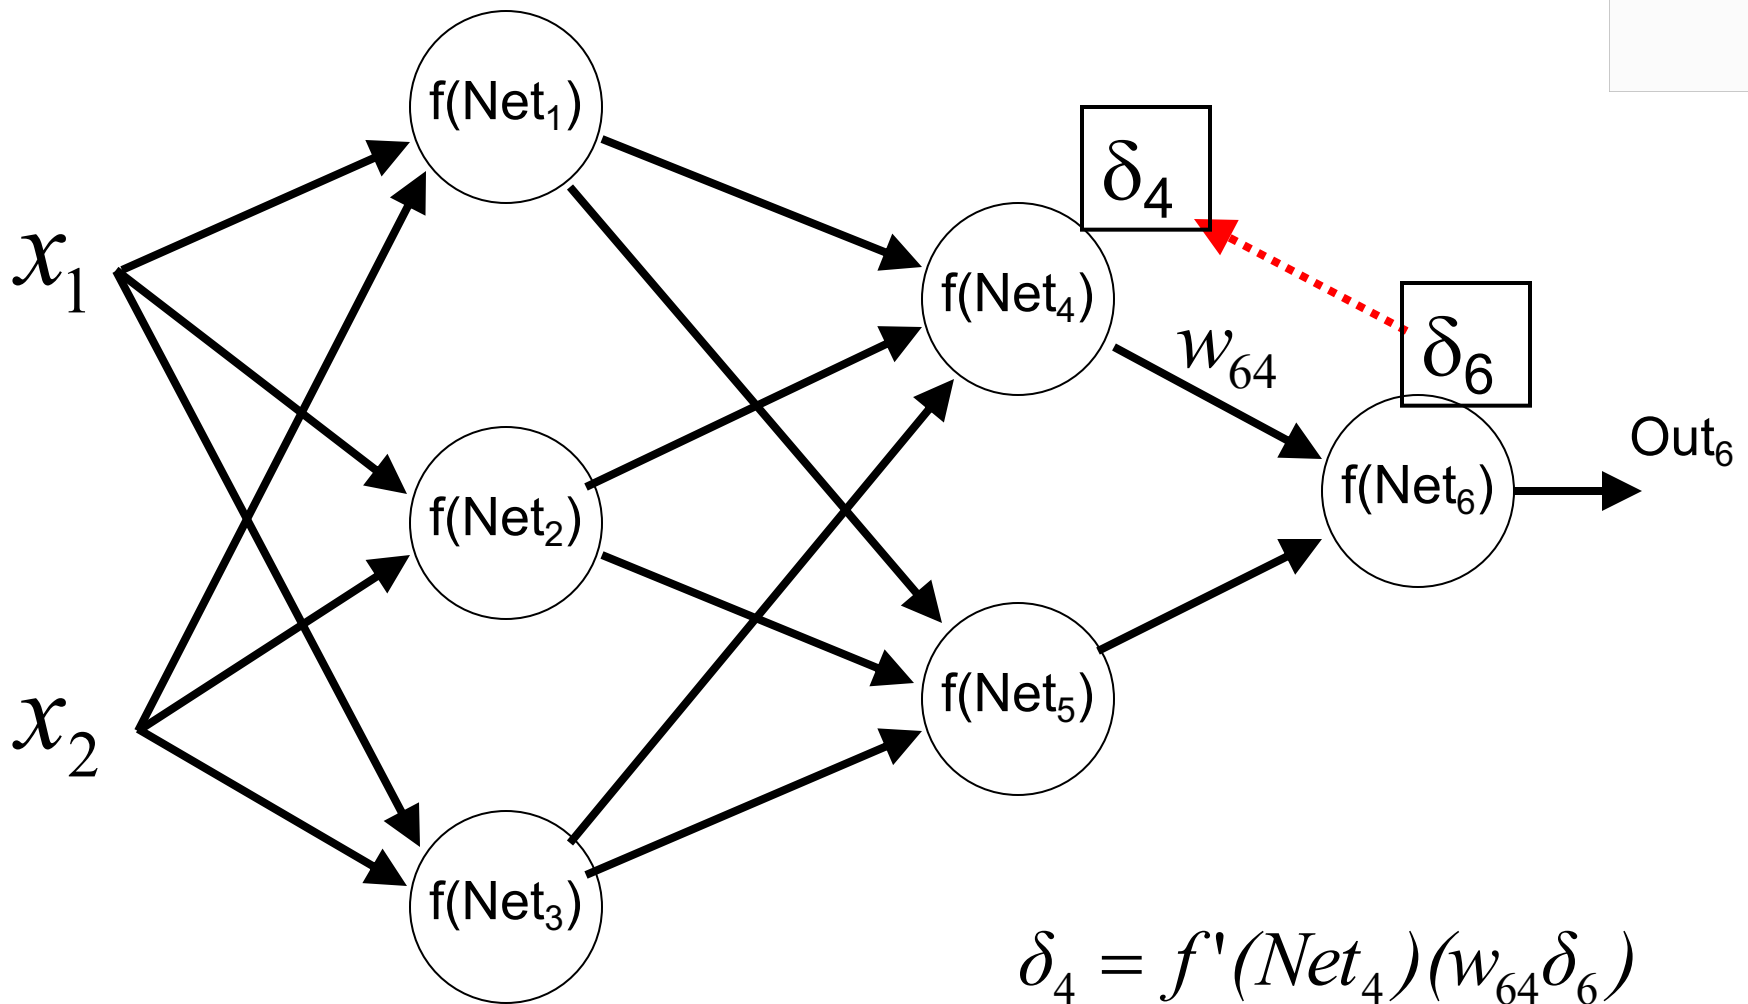 f(Net₁)
δ₄
x₁
f(Net₄)
w₆₄
δ₆
Out₆
f(Net₂)
f(Net₆)
f(Net₅)
x₂
f(Net₃)
δ₄ = f'(Net₄)(w₆₄δ₆)